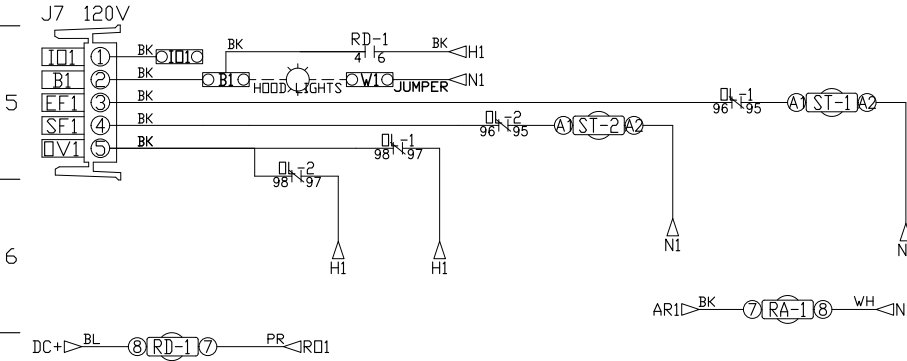 J7 120V
RD-1
BK 4 6 BK H1
IO1 1 BK IO1
B1 2 BK B1 HOOD LIGHTS W1 JUMPER N1
5 EF1 3 BK OL-1 96 95 A1 ST-1 A2
SF1 4 BK OL-2 96 95 A1 ST-2 A2
OV1 5 BK OL-1 98 97
OL-2 98 97
N1 N
6 H1 H1
AR1 BK 7 RA-1 8 WH N
DC+ BL 8 RD-1 7 PR RO1